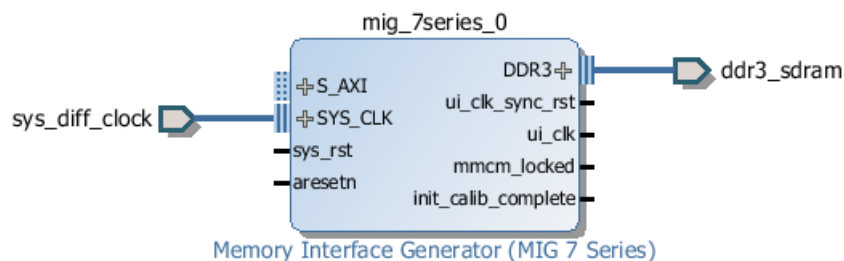 mig_7series_0
sys_diff_clock
S_AXI
SYS_CLK
sys_rst
aresetn
DDR3
ui_clk_sync_rst
ui_clk
mmcm_locked
init_calib_complete
ddr3_sdram
Memory Interface Generator (MIG 7 Series)